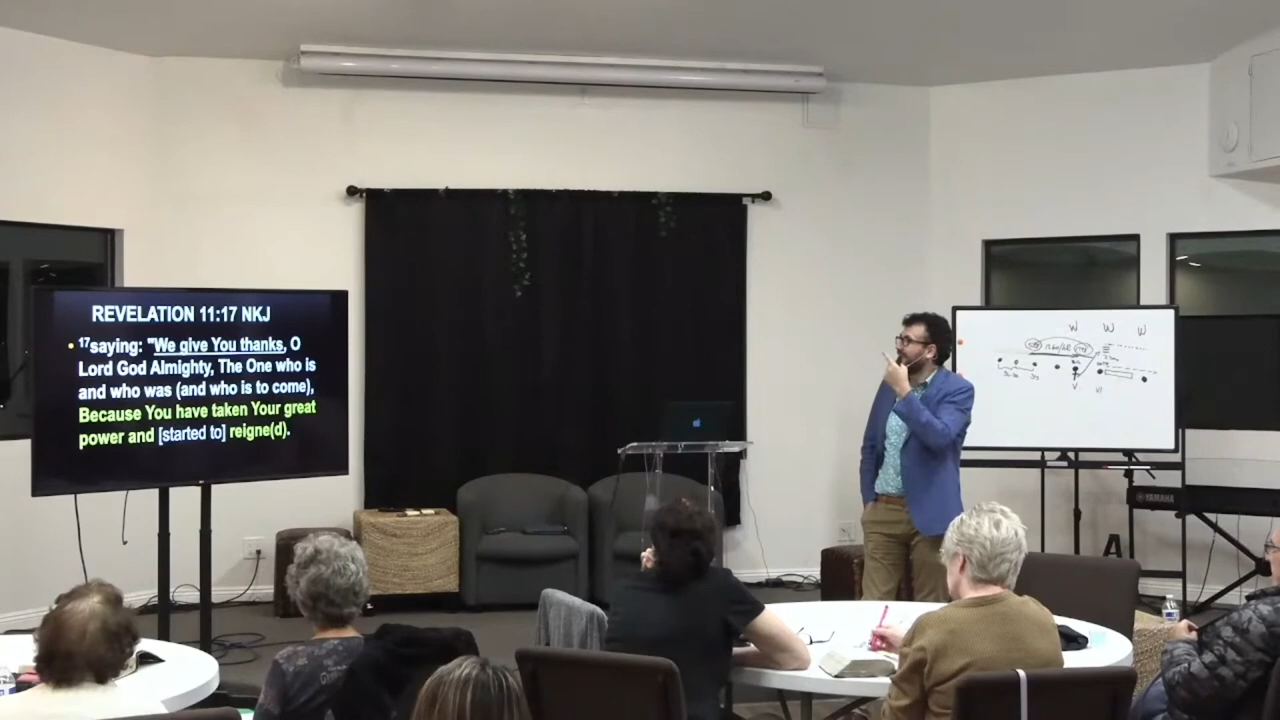 REVELATION 11:17 NKJ
• ¹⁷saying: "We give You thanks, O
Lord God Almighty, The One who is
and who was (and who is to come),
Because You have taken Your great
power and [started to] reigne(d).
W W W
V
VI
YAMAHA